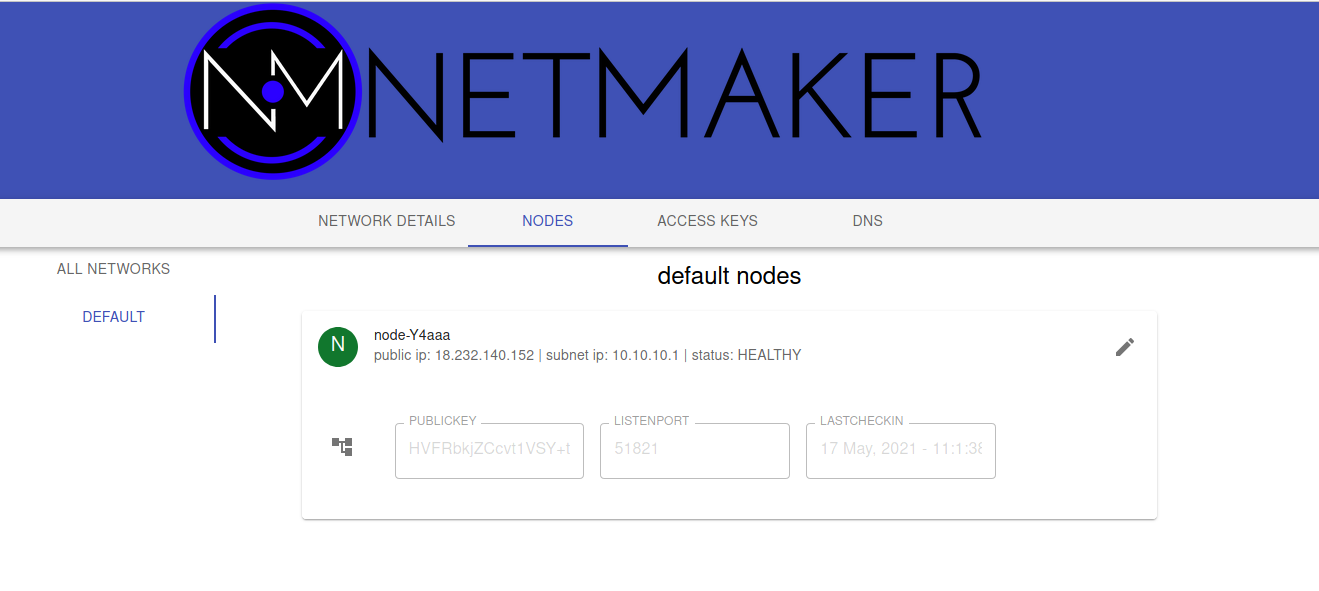 NM NETMAKER
NETWORK DETAILS NODES ACCESS KEYS DNS
ALL NETWORKS
DEFAULT
default nodes
N
node-Y4aaa
public ip: 18.232.140.152 | subnet ip: 10.10.10.1 | status: HEALTHY
PUBLICKEY LISTENPORT LASTCHECKIN
HVFRbkjZCcvt1VSY+t 51821 17 May, 2021 - 11:1:38